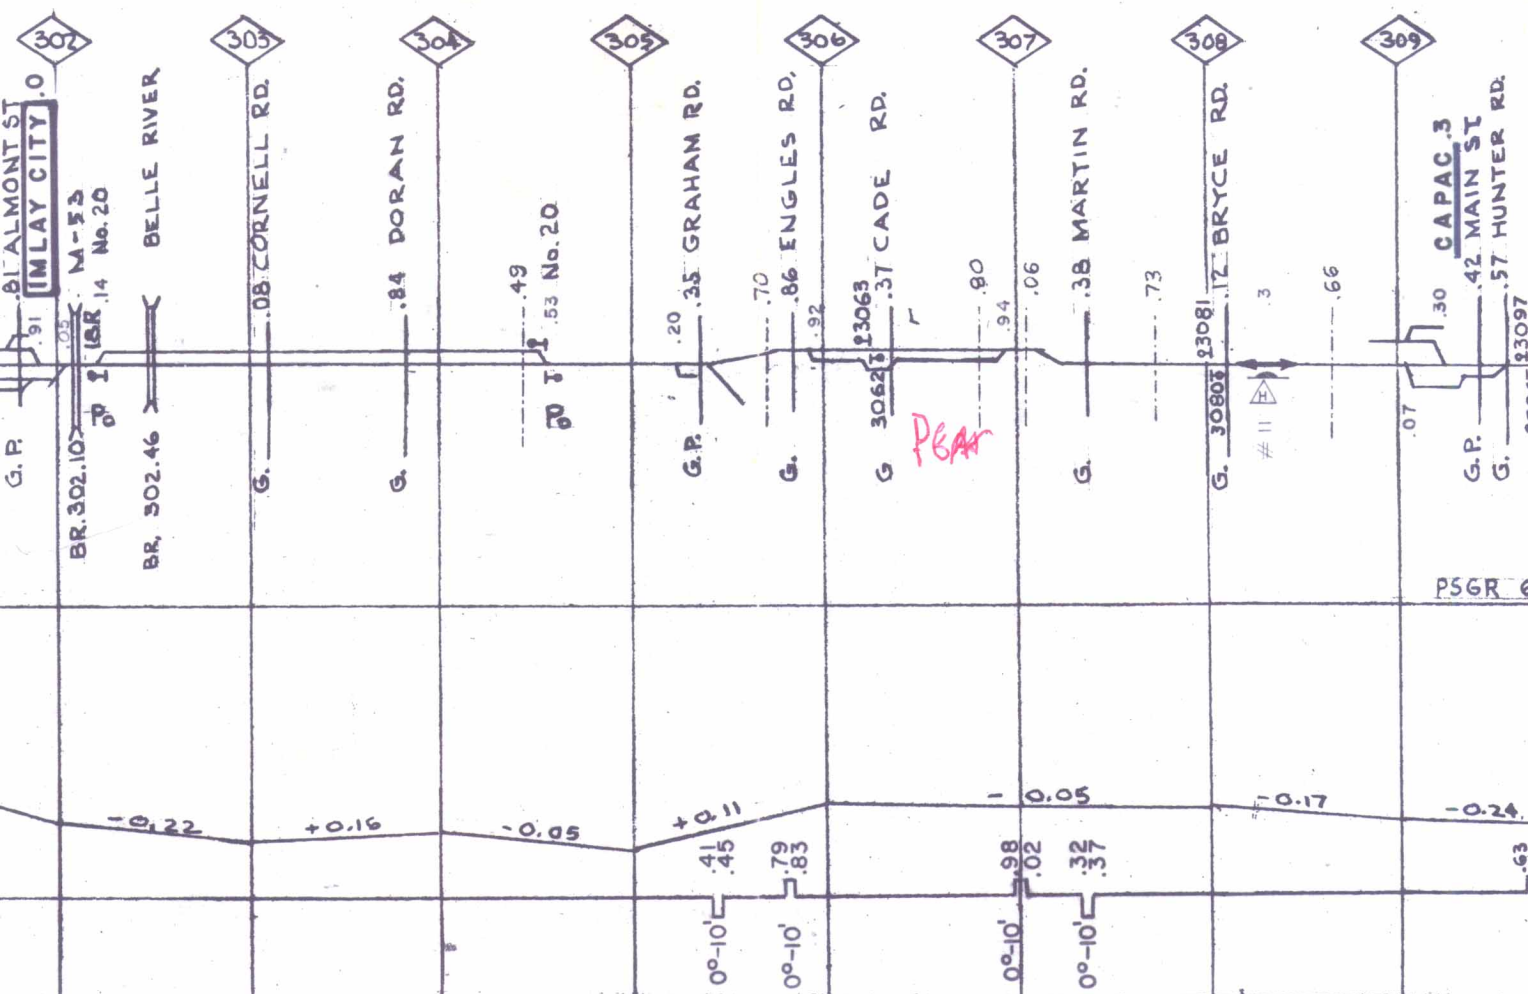 302
303
304
305
306
307
308
309
.81 ALMONT ST
IMLAY CITY .0
.91
.05
M-53
18R .14 No. 20
BELLE RIVER
.08 CORNELL RD.
.84 DORAN RD.
.49
.53 No. 20
.20
.35 GRAHAM RD.
.70
.86 ENGLES RD.
.92
23063
.37 CADE RD.
.80
.94
.06
.38 MARTIN RD.
.73
23081
.12 BRYCE RD.
.3
.66
.30
CAPAC .3
.42 MAIN ST
.57 HUNTER RD.
23097
G.P.
BR. 302.10
BR. 302.46
G.
G.
G.P.
G.
G
30621
G.
G.
30801
H
# 11
.07
G.P.
G.
PSGR 6
-0.22
+0.16
-0.05
+0.11
- 0.05
-0.17
-0.24
.41
.45
.79
.83
.98
.02
.32
.37
.63
0°-10'
0°-10'
0°-10'
0°-10'